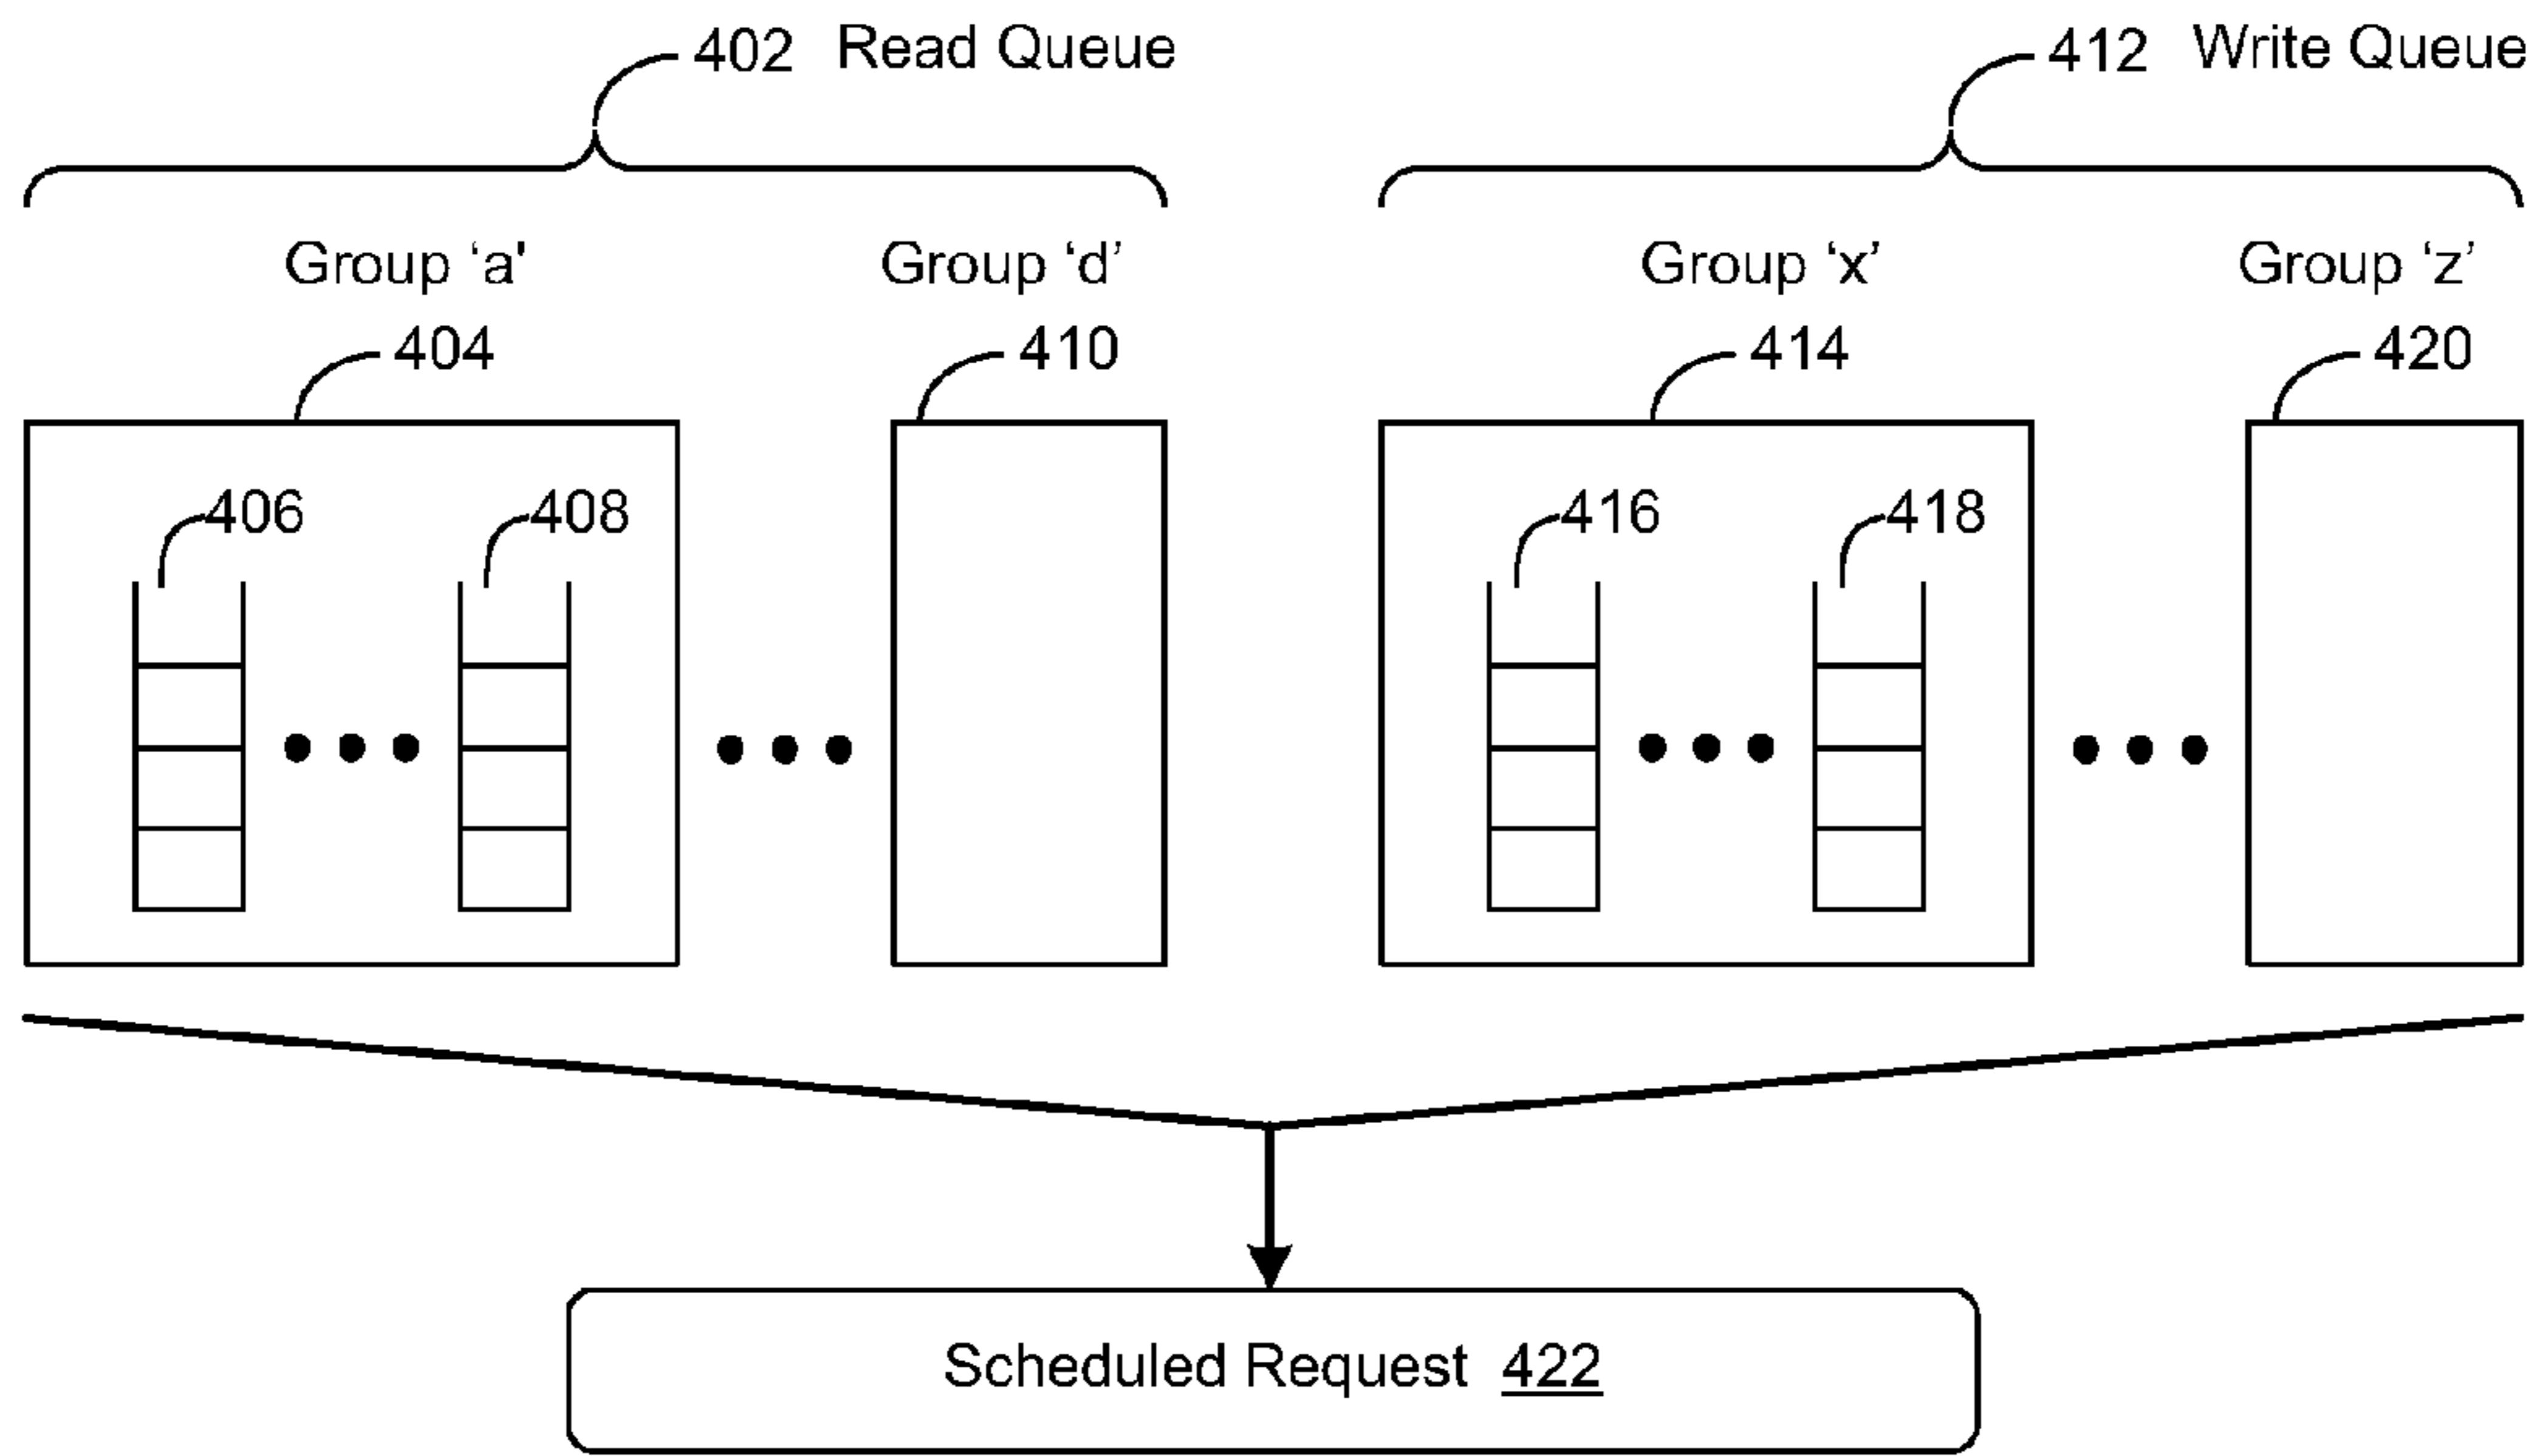 402 Read Queue
412 Write Queue
Group ‘a'
Group ‘d’
Group ‘x’
Group ‘z’
404
410
414
420
406
408
416
418
Scheduled Request 422